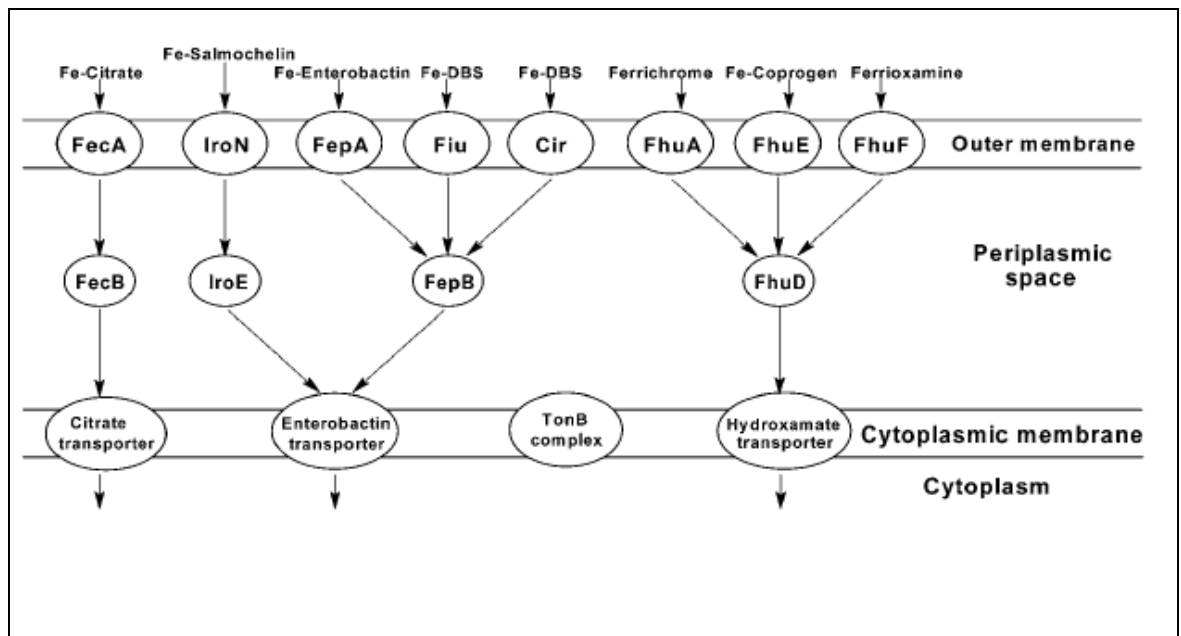 Fe-Salmochelin
Fe-Citrate
Fe-Enterobactin
Fe-DBS
Fe-DBS
Ferrichrome
Fe-Coprogen
Ferrioxamine
FecA
IroN
FepA
Fiu
Cir
FhuA
FhuE
FhuF
Outer membrane
Periplasmic
space
FecB
IroE
FepB
FhuD
Citrate
transporter
Enterobactin
transporter
TonB
complex
Hydroxamate
transporter
Cytoplasmic membrane
Cytoplasm